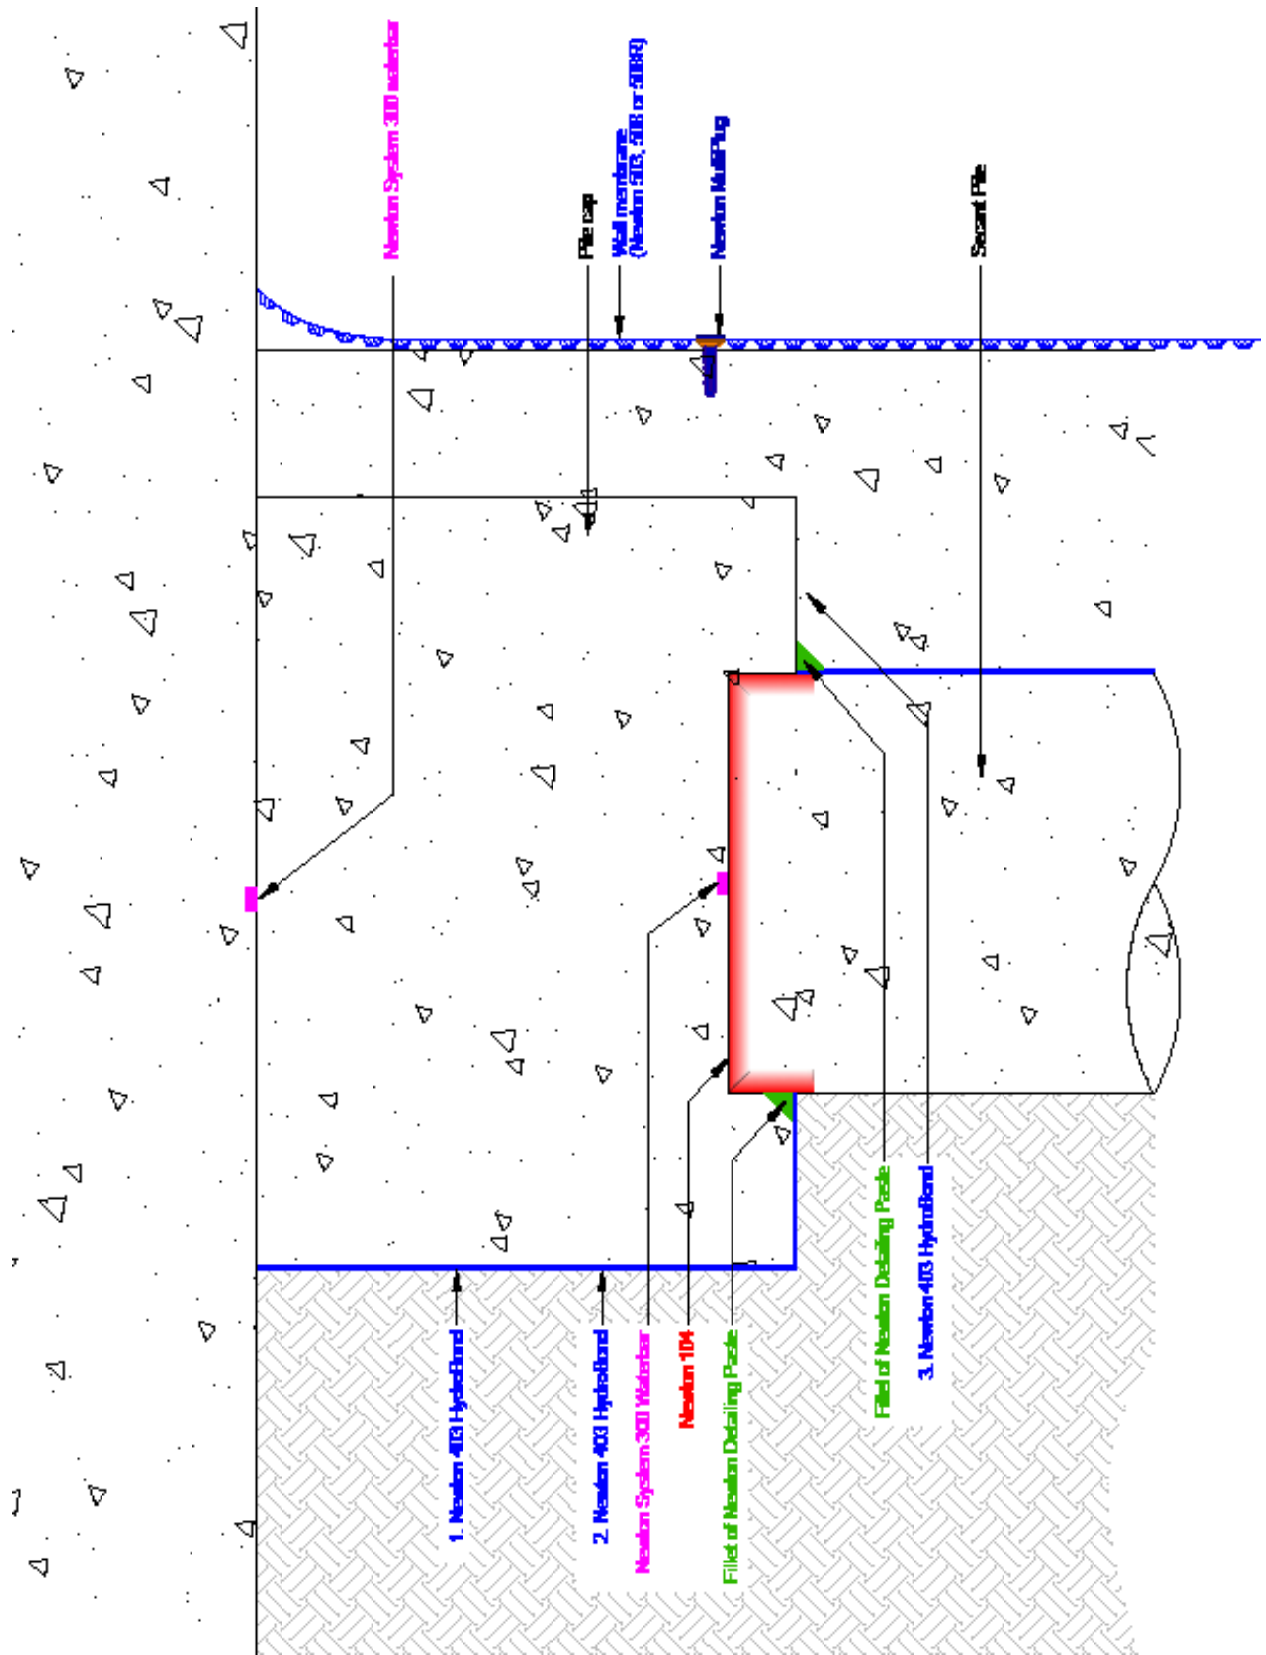 Newton System 300 waterbar
Pile cap
Wall membrane
(Newton 503, 508 or 508R)
Newton MultiPlug
Secant Pile
1. Newton 403 HydroBond
2. Newton 403 HydroBond
Newton System 300 Waterbar
Newton 104
Fillet of Newton Detailing Paste
Fillet of Newton Detailing Paste
3. Newton 403 HydroBond